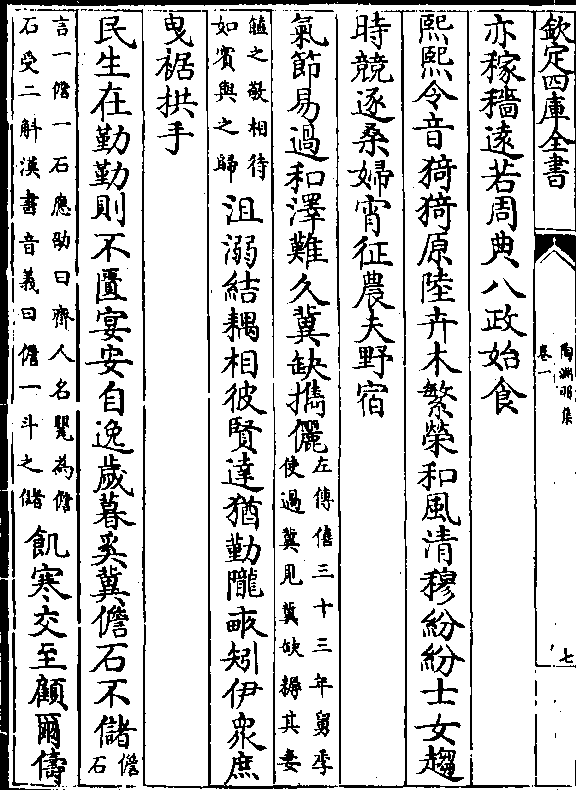 欽定四庫全書
陶淵明集
卷一
七
亦稼穡遠若周典八政始食
熙熙令音猗猗原陸卉木繁榮和風清穆紛紛士女趨
時競逐桑婦宵征農夫野宿
氣節易過和澤難久冀缺擕儷左傳僖三十三年舅季使過冀見冀缺耨其妻
饁之敬相待如賓與之歸沮溺結耦相彼賢達猶勤隴畝矧伊衆庶
曳裾拱手
民生在勤勤則不匱宴安自逸歲暮奚冀儋石不儲儋石
言一儋一石應劭曰齊人名甖為儋石受二斛漢書音義曰儋一斗之儲飢寒交至顧爾儔